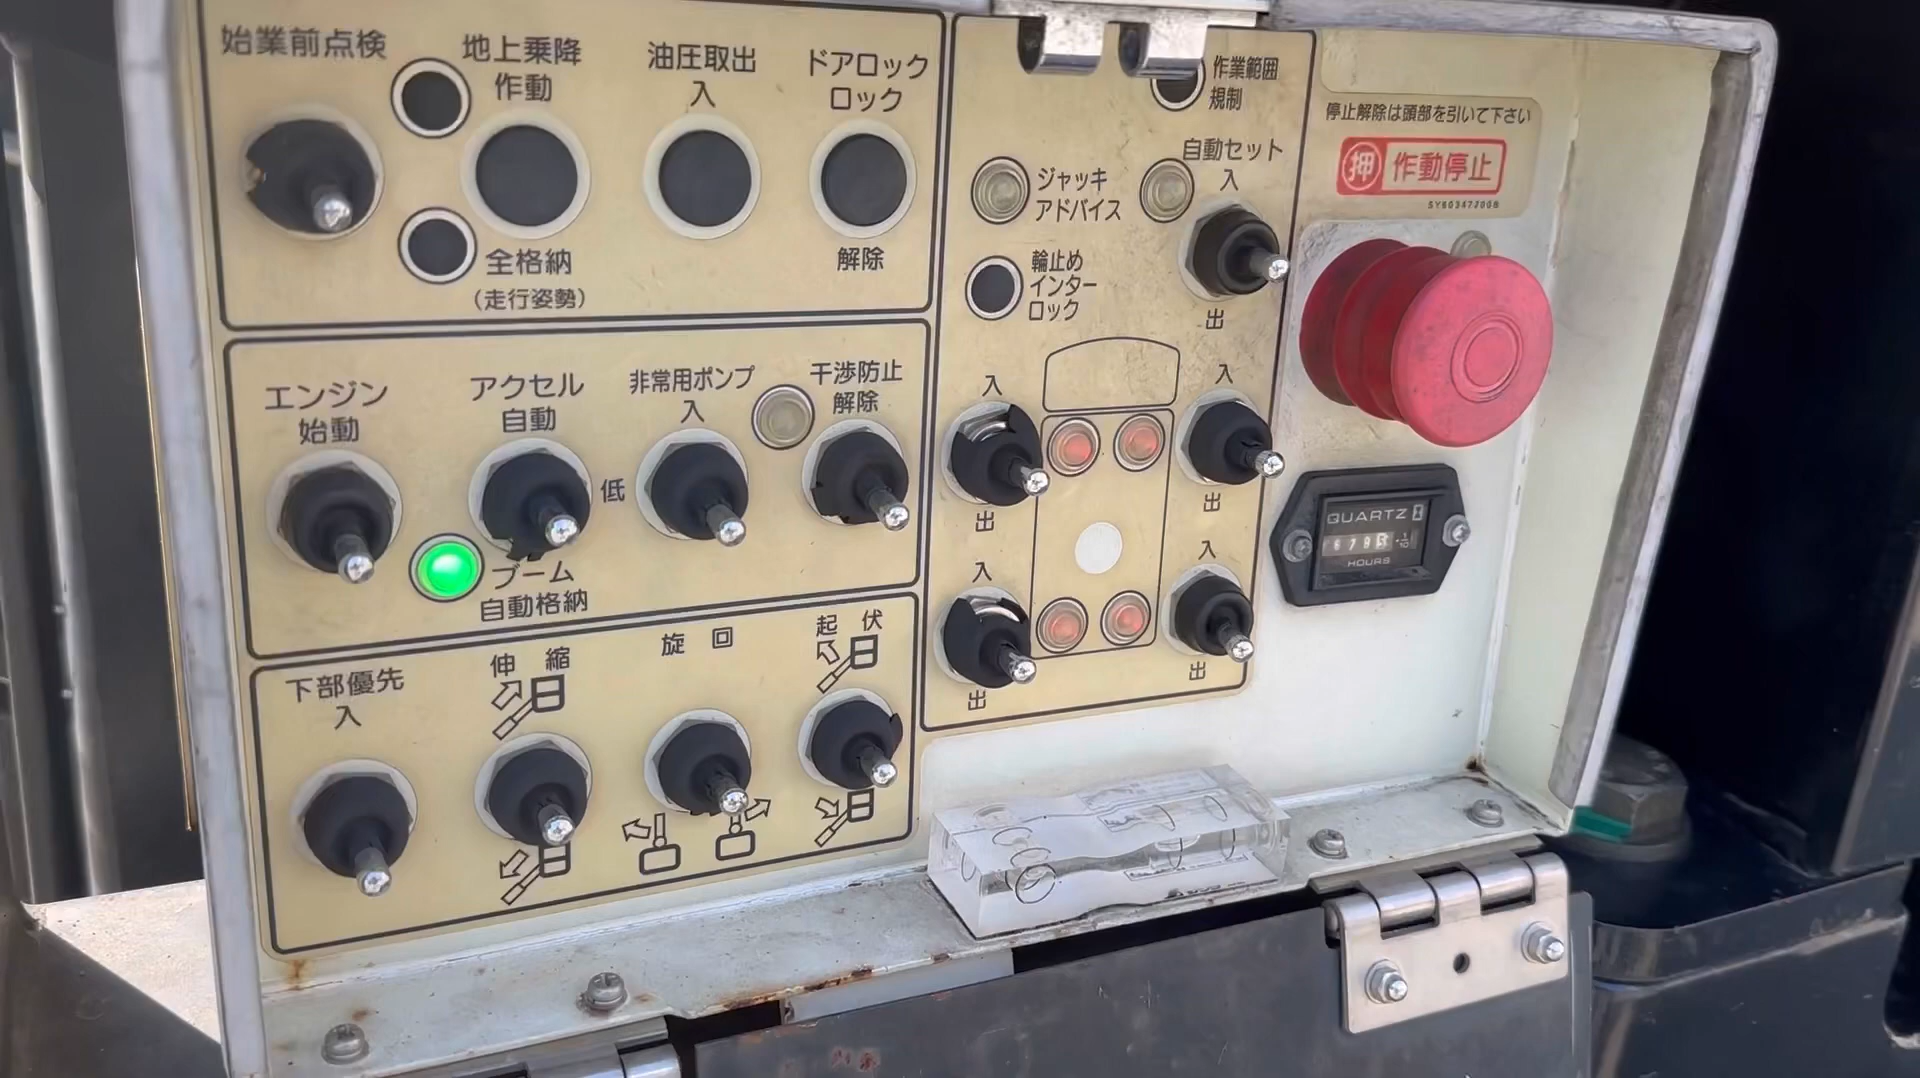 始業前点検
地上乗降
作動
油圧取出
入
ドアロック
ロック
全格納
(走行姿勢)
解除
エンジン
始動
アクセル
自動
低
非常用ポンプ
入
干渉防止
解除
ブーム
自動格納
下部優先
入
伸 縮
旋 回
起 伏
作業範囲
規制
ジャッキ
アドバイス
自動セット
入
出
輪止め
インター
ロック
入
出
入
出
入
出
入
出
停止解除は頭部を引いて下さい
押 作動停止
QUARTZ
HOURS